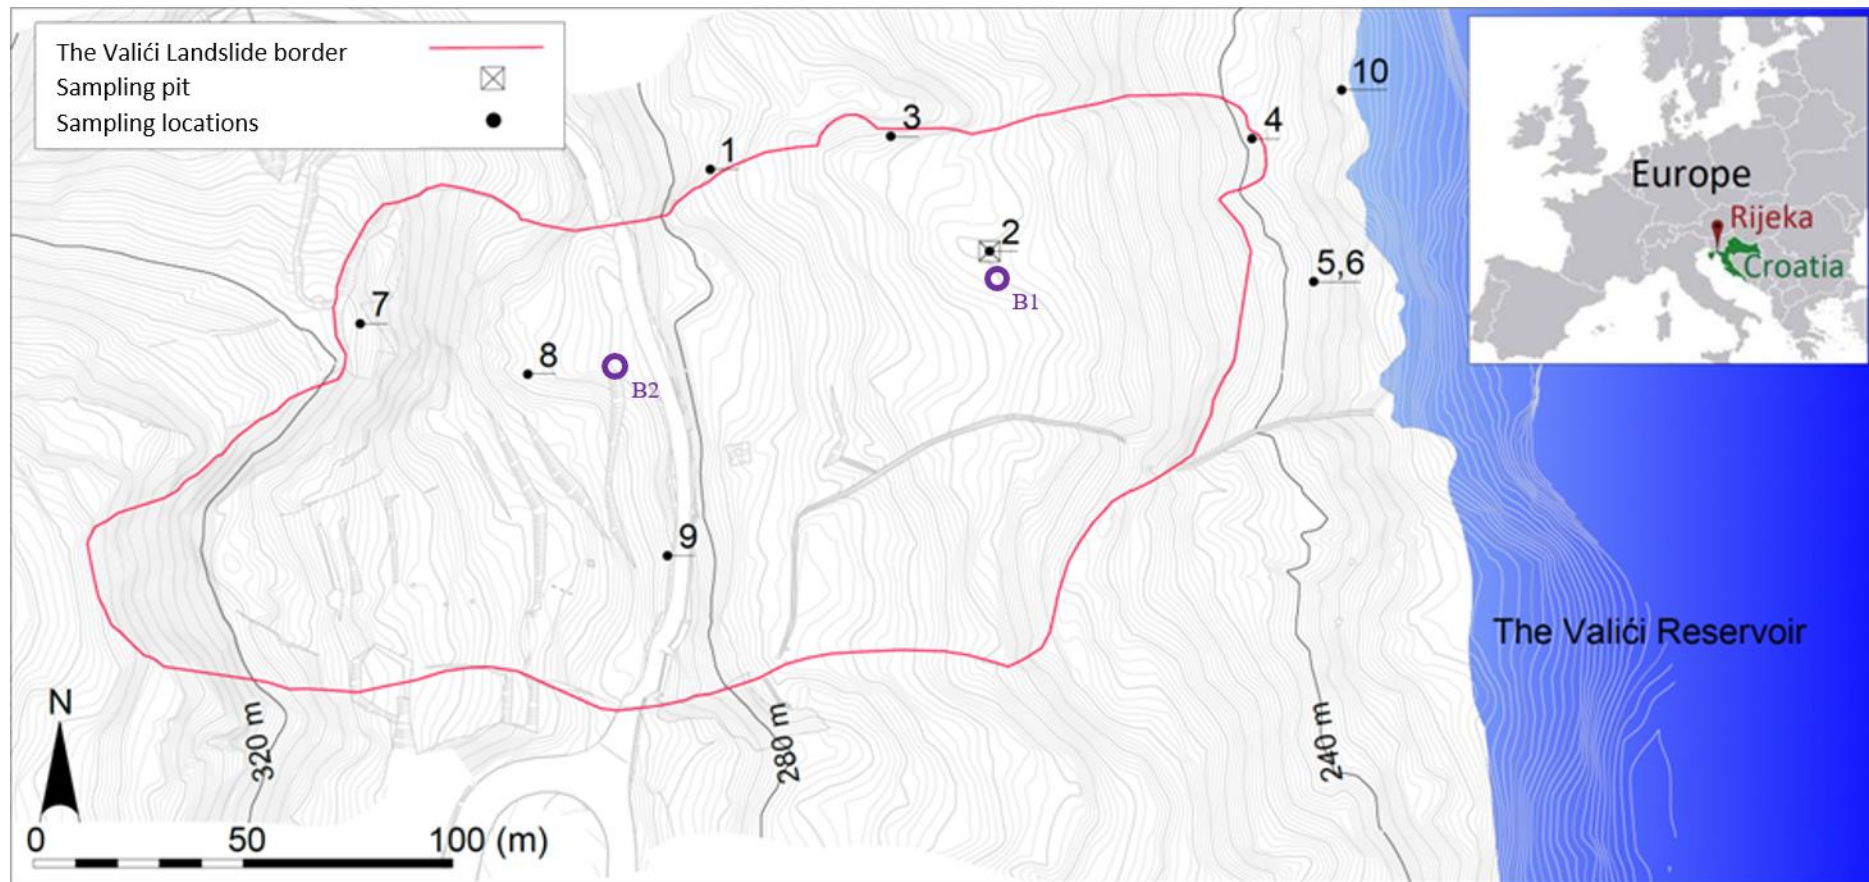 The Valići Landslide border
Sampling pit
Sampling locations
10
3
4
1
2
Europe
Rijeka
Croatia
5,6
B1
7
8
B2
9
The Valići Reservoir
N
320 m
280 m
240 m
0 50 100 (m)